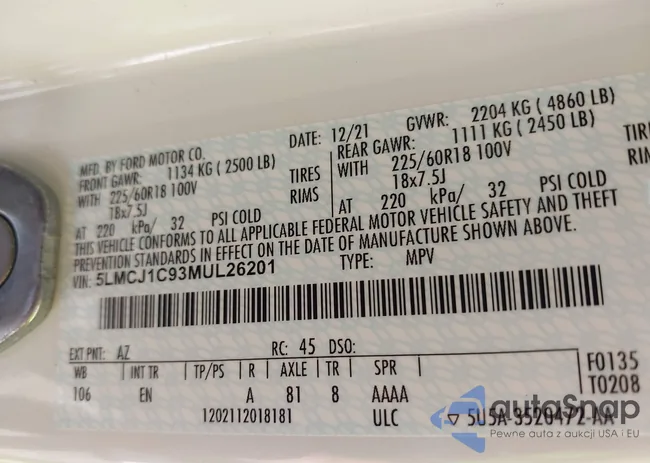 MFD. BY FORD MOTOR CO. DATE: 12/21 GVWR: 2204 KG ( 4860 LB)
FRONT GAWR: 1134 KG ( 2500 LB) REAR GAWR: 1111 KG ( 2450 LB)
WITH 225/60R18 100V TIRES WITH 225/60R18 100V TIRE
18x7.5J RIMS 18x7.5J RIMS
AT 220 kPa/ 32 PSI COLD AT 220 kPa/ 32 PSI COLD
THIS VEHICLE CONFORMS TO ALL APPLICABLE FEDERAL MOTOR VEHICLE SAFETY AND THEFT
PREVENTION STANDARDS IN EFFECT ON THE DATE OF MANUFACTURE SHOWN ABOVE.
VIN: 5LMCJ1C93MUL26201 TYPE: MPV
EXT PNT: AZ RC: 45 DSO:
WB INT TR TP/PS R AXLE TR SPR F0135
106 EN A 81 8 AAAA T0208
1202112018181 ULC ▽ 5U5A-3520472-AA
autoSnap
Pewne auta z aukcji USA i EU